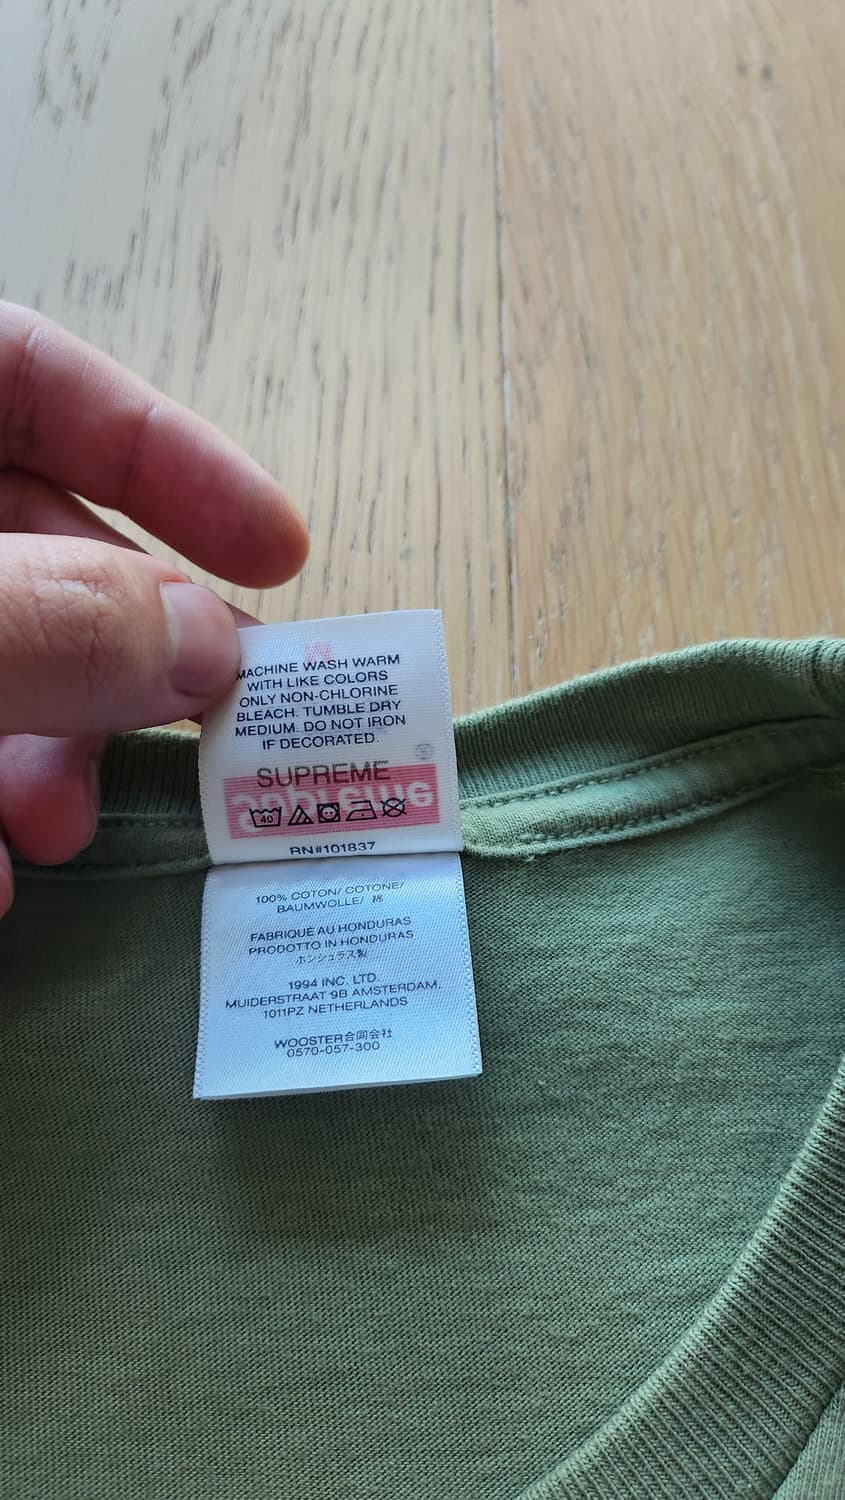 MACHINE WASH WARM
WITH LIKE COLORS
ONLY NON-CHLORINE
BLEACH. TUMBLE DRY
MEDIUM. DO NOT IRON
IF DECORATED.
SUPREME
Supreme
40
RN#101837
100% COTON/ COTONE/
BAUMWOLLE/ 綿
FABRIQUÉ AU HONDURAS
PRODOTTO IN HONDURAS
ホンジュラス製
1994 INC. LTD.
MUIDERSTRAAT 9B AMSTERDAM,
1011PZ NETHERLANDS
WOOSTER合同会社
0570-057-300